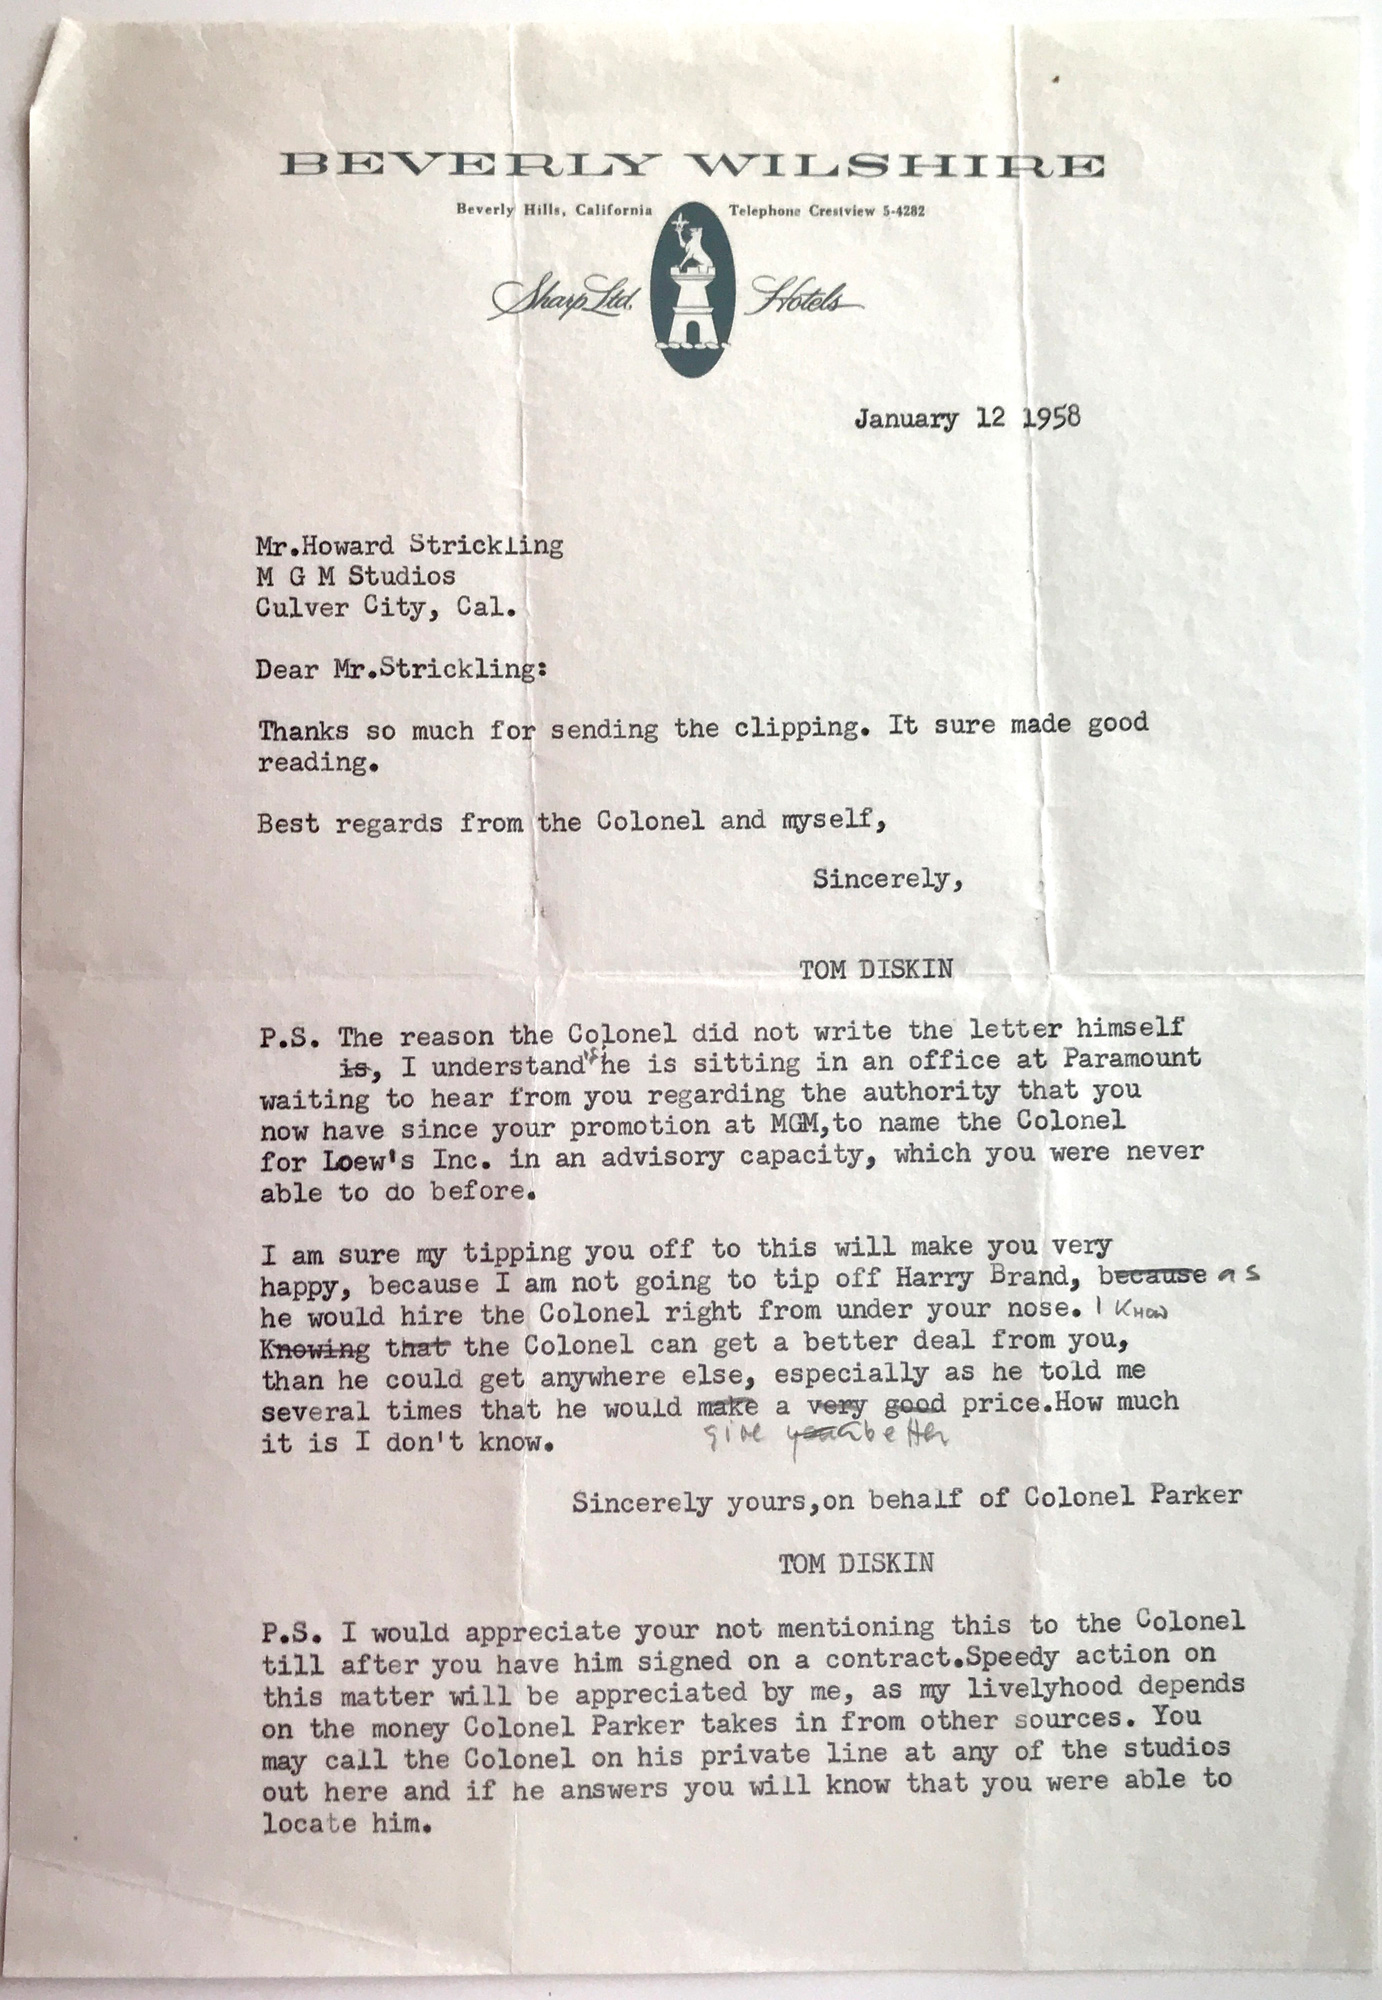 BEVERLY WILSHIRE
Beverly Hills, California Telephone Crestview 5-4282
Sharp Ltd. Hotels
January 12 1958
Mr.Howard Strickling
M G M Studios
Culver City, Cal.
Dear Mr.Strickling:
Thanks so much for sending the clipping. It sure made good
reading.
Best regards from the Colonel and myself,
Sincerely,
TOM DISKIN
P.S. The reason the Colonel did not write the letter himself
is, I understand he is sitting in an office at Paramount
waiting to hear from you regarding the authority that you
now have since your promotion at MGM,to name the Colonel
for Loew's Inc. in an advisory capacity, which you were never
able to do before.
I am sure my tipping you off to this will make you very
happy, because I am not going to tip off Harry Brand, because as
he would hire the Colonel right from under your nose. I Know
Knowing that the Colonel can get a better deal from you,
than he could get anywhere else, especially as he told me
several times that he would make a very good price.How much
it is I don't know. give you a better
Sincerely yours,on behalf of Colonel Parker
TOM DISKIN
P.S. I would appreciate your not mentioning this to the Colonel
till after you have him signed on a contract.Speedy action on
this matter will be appreciated by me, as my livelyhood depends
on the money Colonel Parker takes in from other sources. You
may call the Colonel on his private line at any of the studios
out here and if he answers you will know that you were able to
locate him.